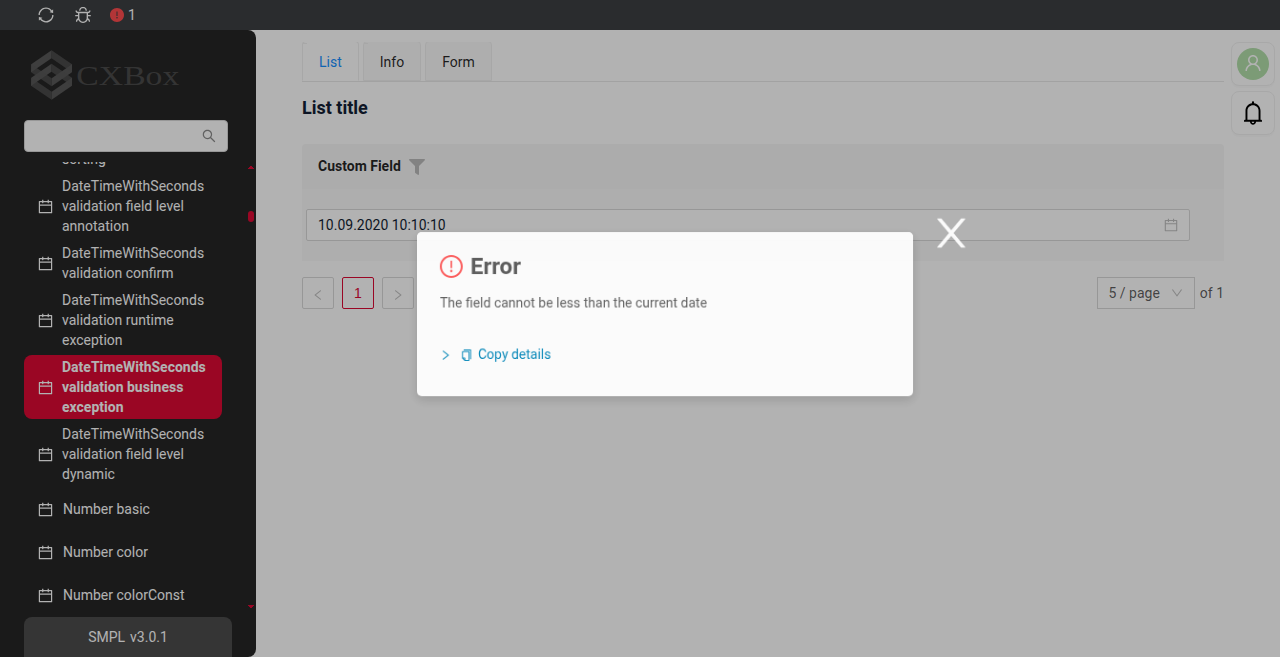 1
CXBox
List
Info
Form
List title
Custom Field
10.09.2020 10:10:10
1
5 / page
of 1
Error
The field cannot be less than the current date
Copy details
sorting
DateTimeWithSeconds
validation field level
annotation
DateTimeWithSeconds
validation confirm
DateTimeWithSeconds
validation runtime
exception
DateTimeWithSeconds
validation business
exception
DateTimeWithSeconds
validation field level
dynamic
Number basic
Number color
Number colorConst
SMPL v3.0.1